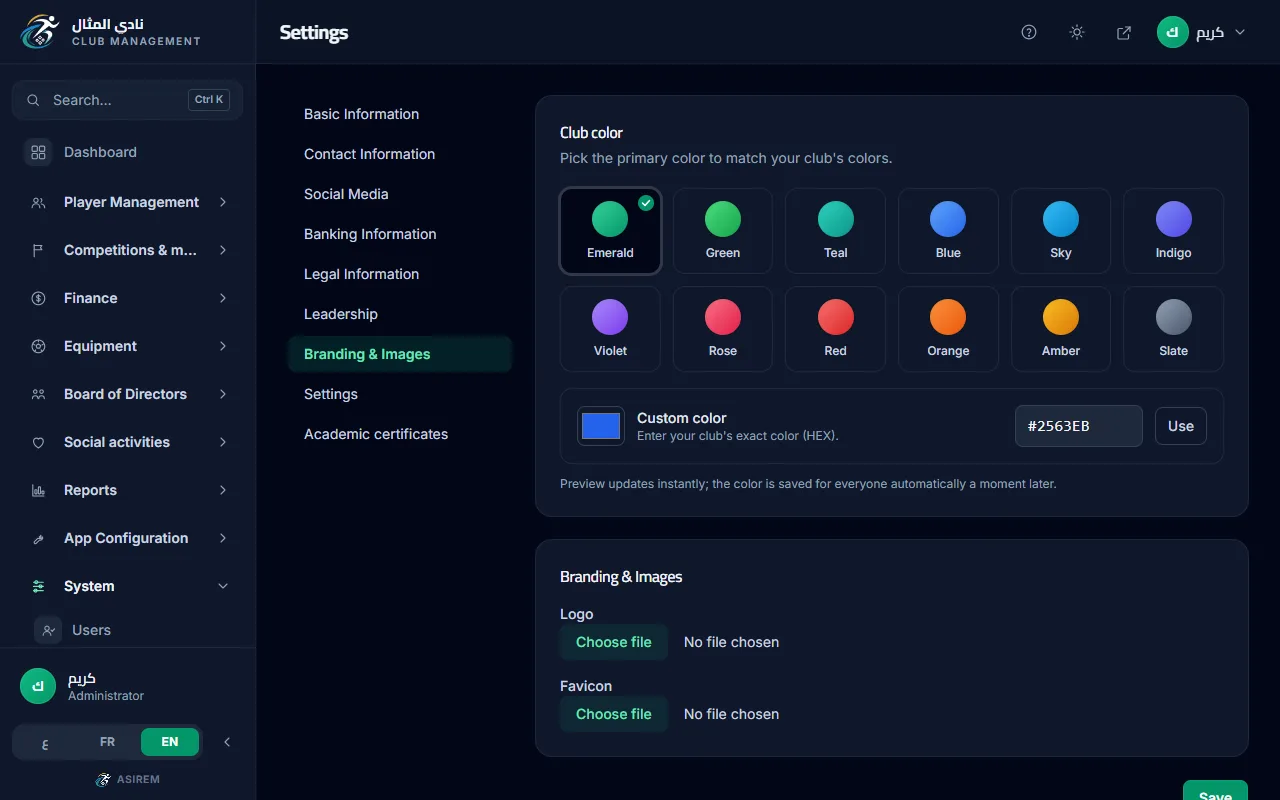 نادي المثال
CLUB MANAGEMENT
Settings
ك
كريم
Search...
Ctrl K
Dashboard
Player Management
Competitions & m...
Finance
Equipment
Board of Directors
Social activities
Reports
App Configuration
System
Users
ك
كريم
Administrator
ع
FR
EN
ASIREM
Basic Information
Contact Information
Social Media
Banking Information
Legal Information
Leadership
Branding & Images
Settings
Academic certificates
Club color
Pick the primary color to match your club's colors.
Emerald
Green
Teal
Blue
Sky
Indigo
Violet
Rose
Red
Orange
Amber
Slate
Custom color
Enter your club's exact color (HEX).
#2563EB
Use
Preview updates instantly; the color is saved for everyone automatically a moment later.
Branding & Images
Logo
Choose file No file chosen
Favicon
Choose file No file chosen
Save